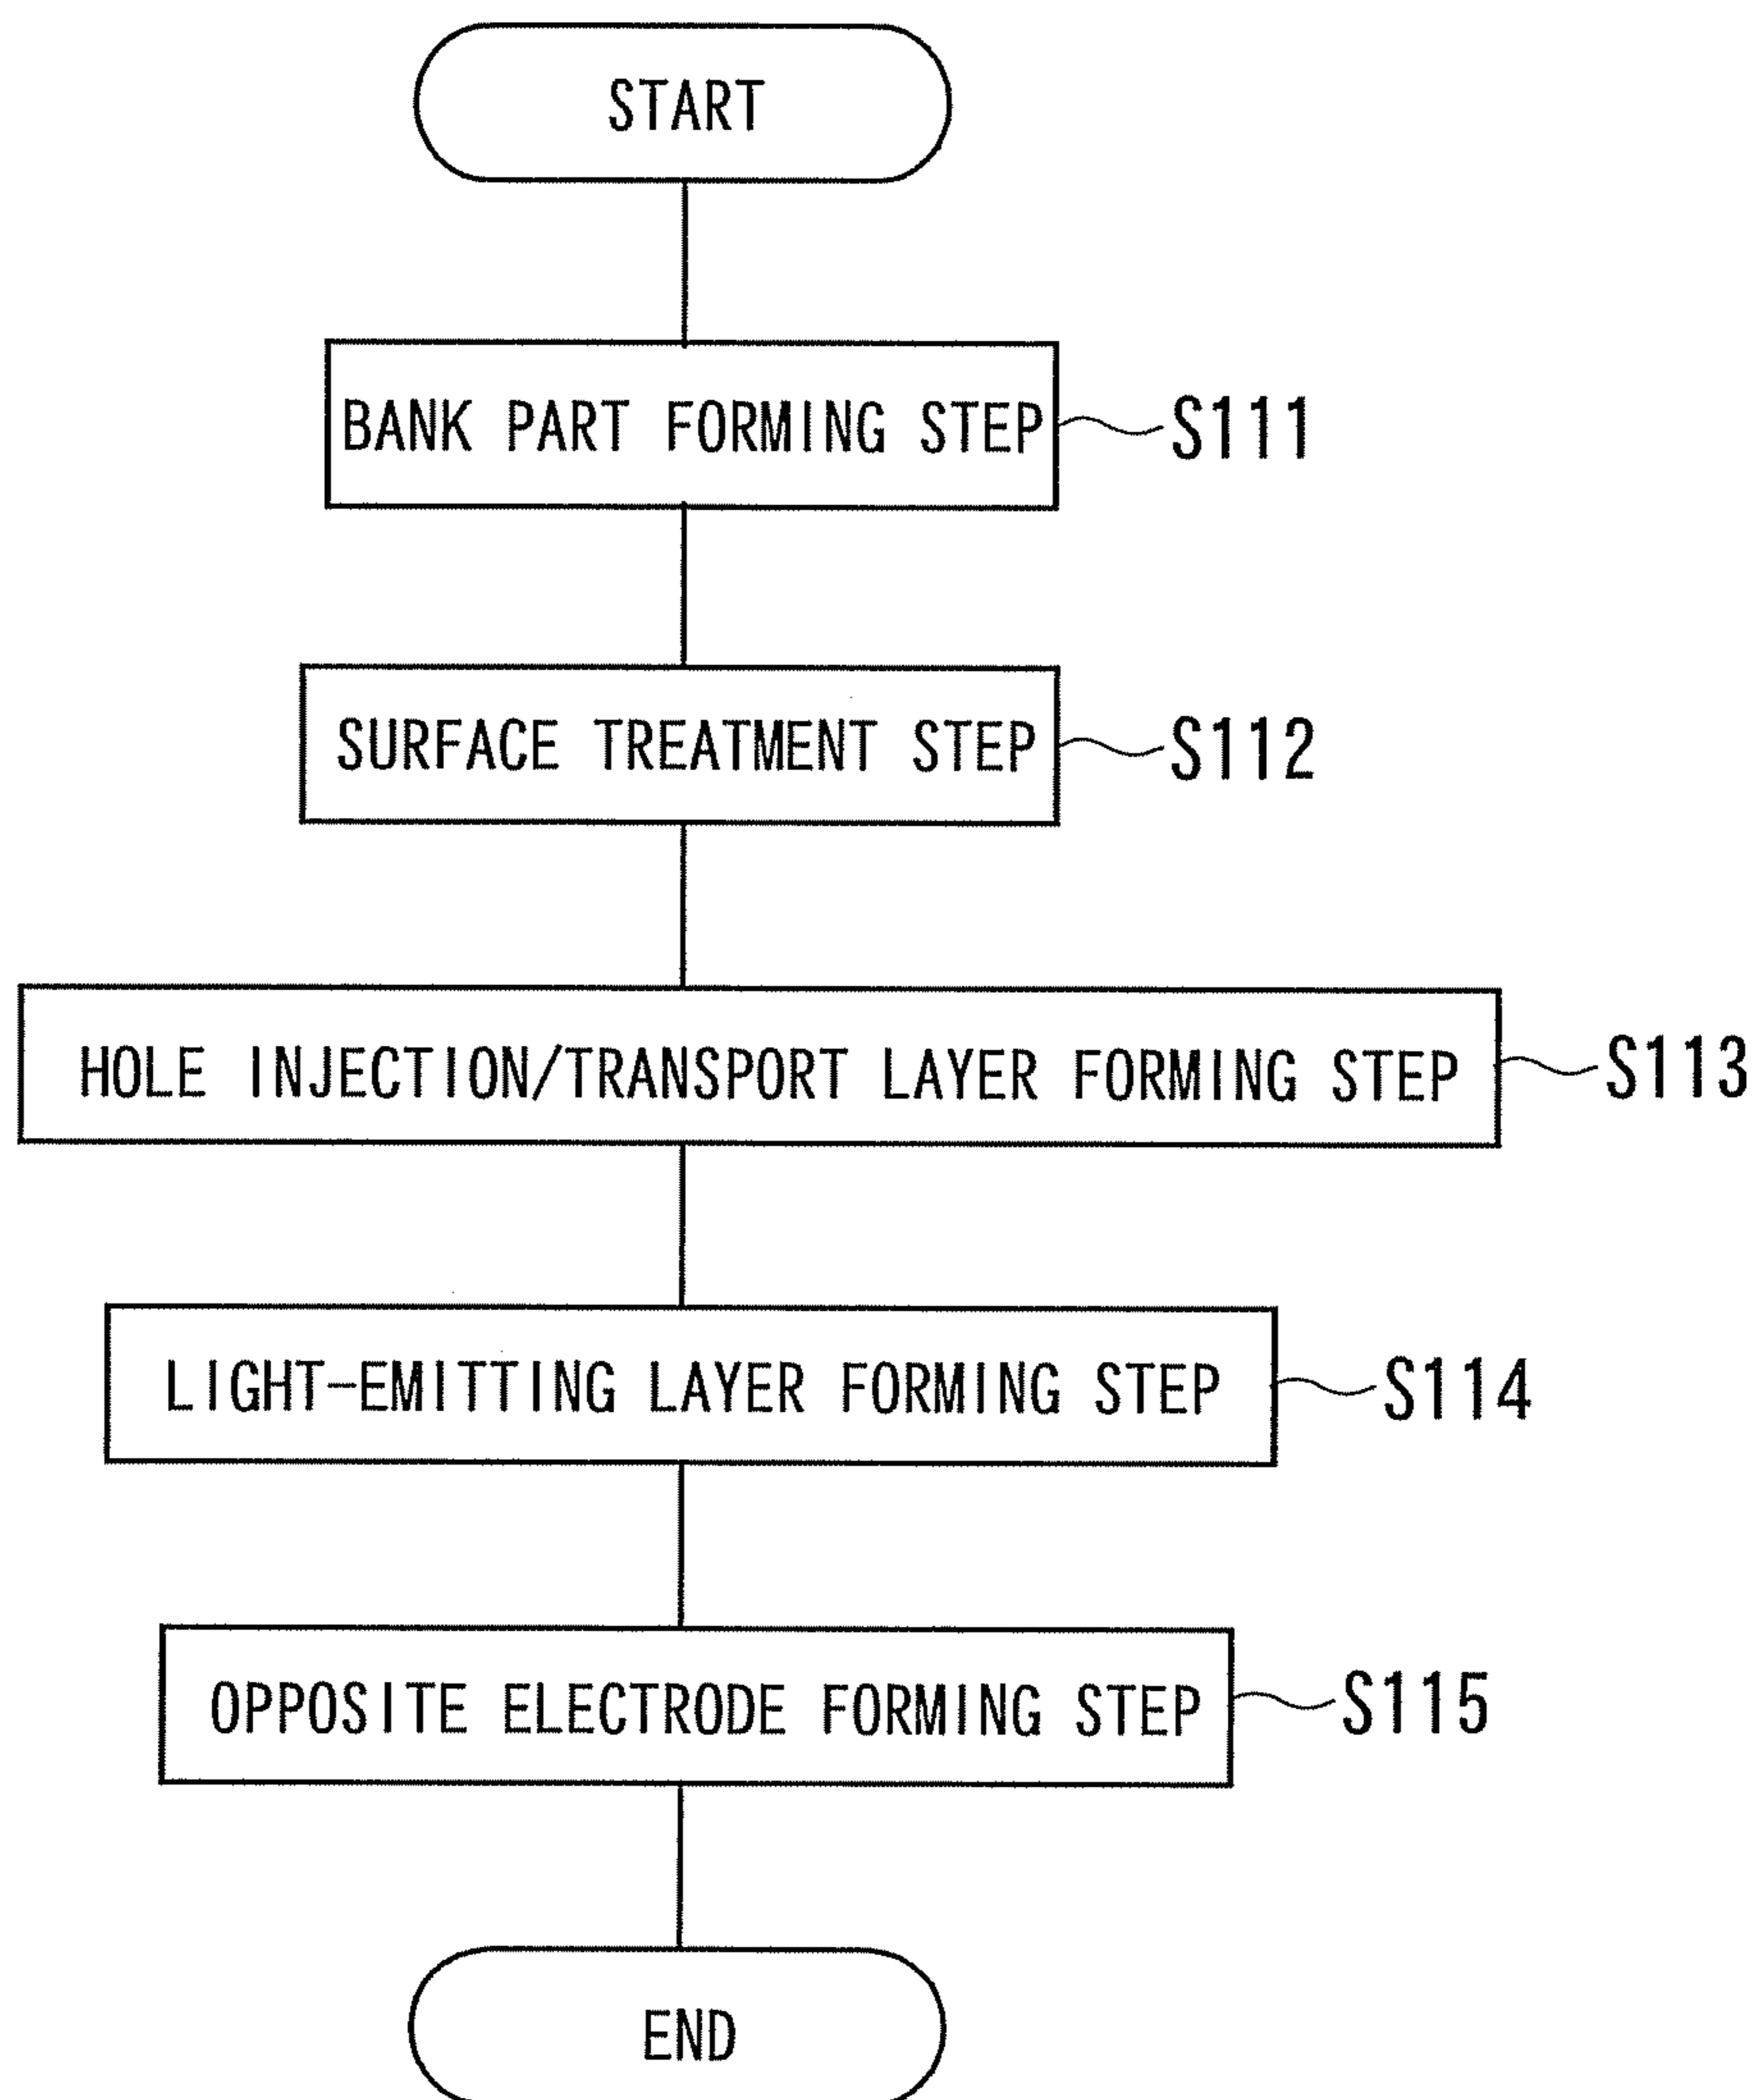 START
BANK PART FORMING STEP S111
SURFACE TREATMENT STEP S112
HOLE INJECTION/TRANSPORT LAYER FORMING STEP S113
LIGHT-EMITTING LAYER FORMING STEP S114
OPPOSITE ELECTRODE FORMING STEP S115
END